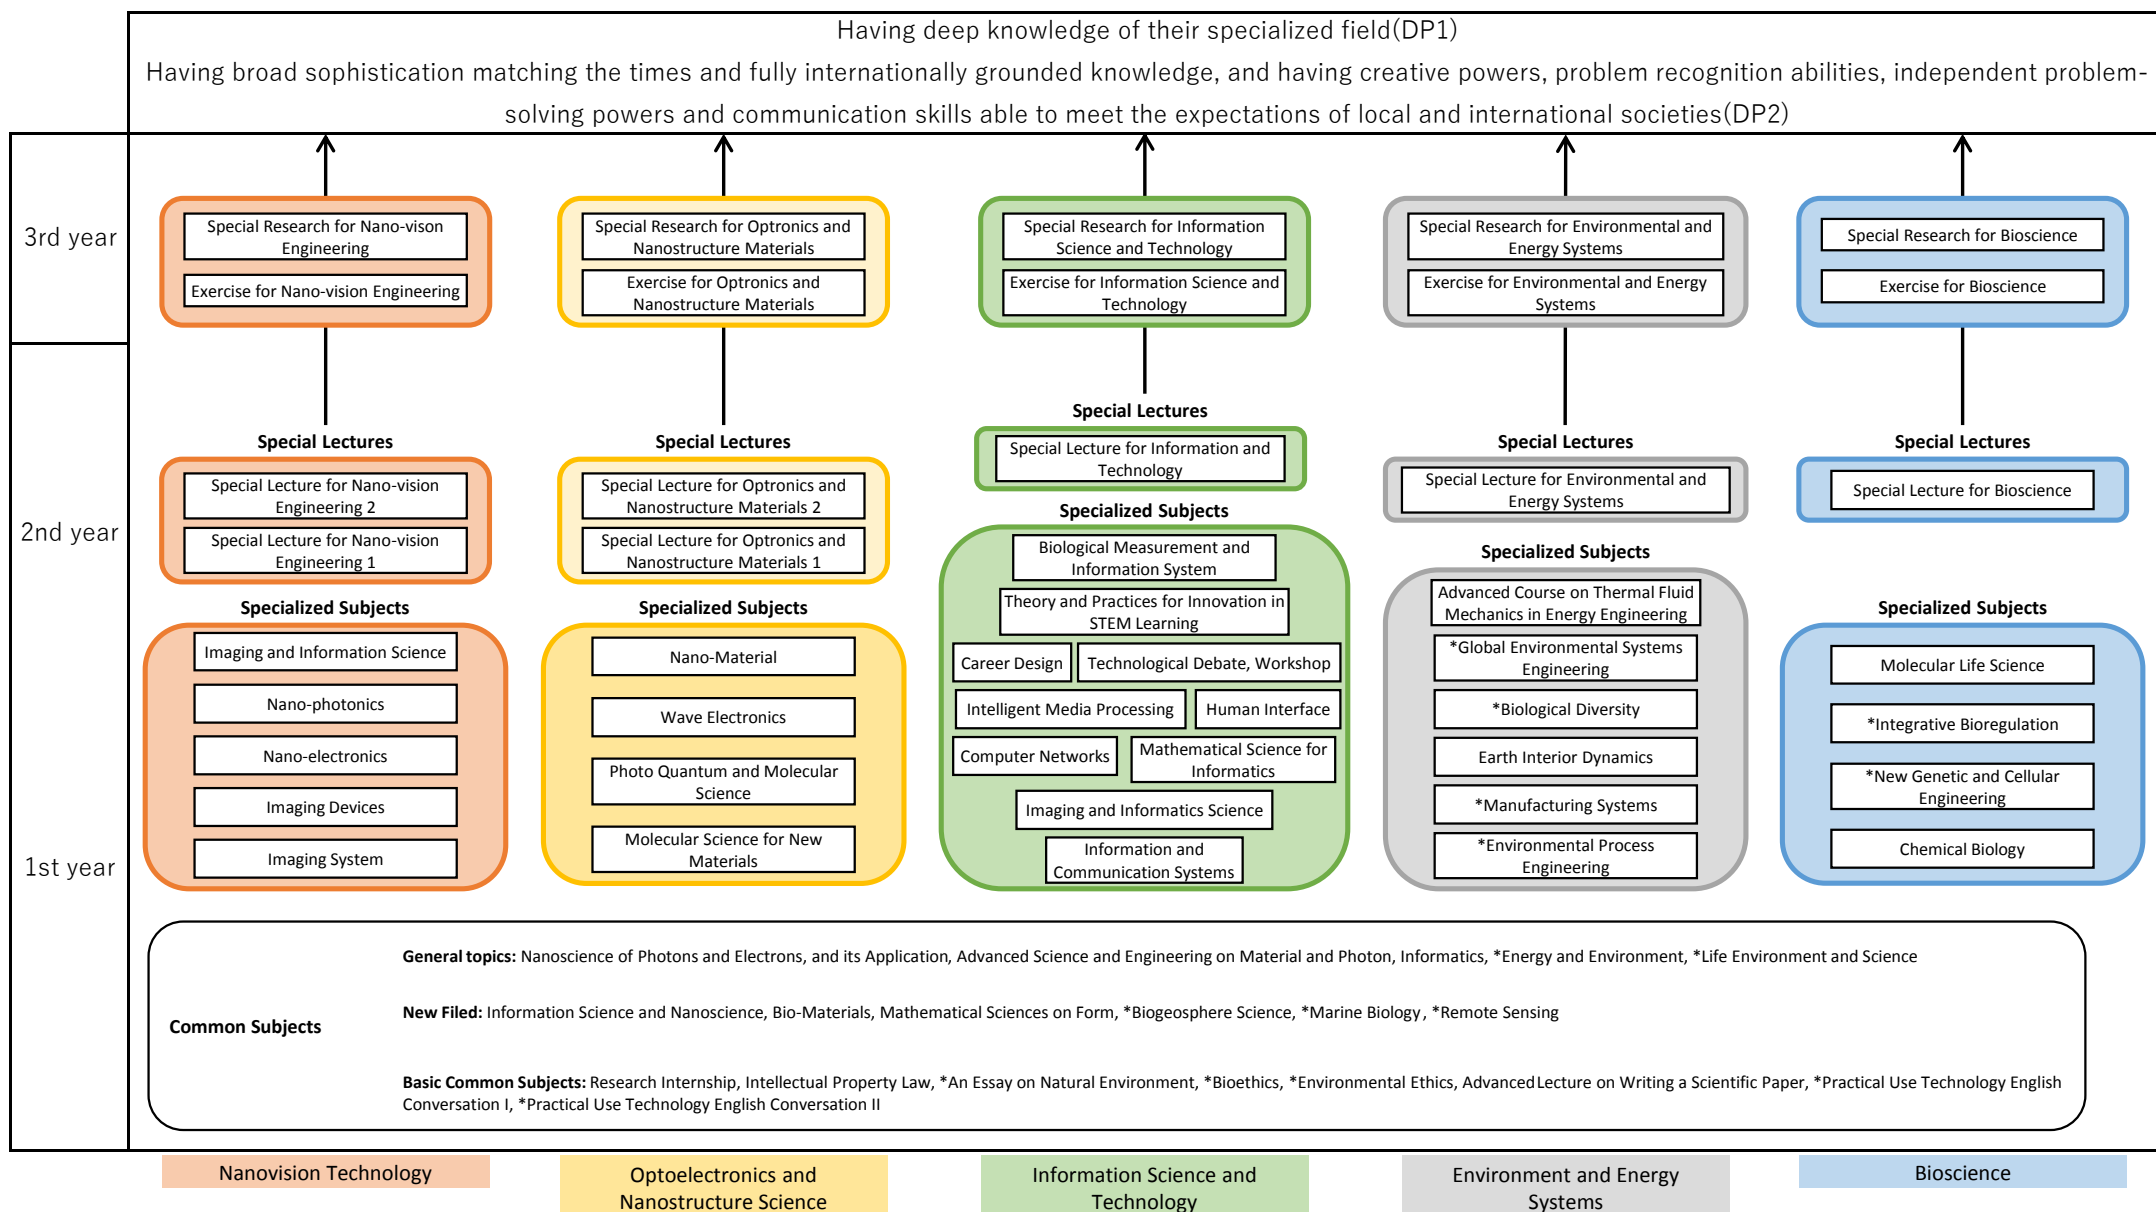 Having deep knowledge of their specialized field(DP1)
Having broad sophistication matching the times and fully internationally grounded knowledge, and having creative powers, problem recognition abilities, independent problem-
solving powers and communication skills able to meet the expectations of local and international societies(DP2)
3rd year
Special Research for Nano-vison
Engineering
Exercise for Nano-vision Engineering
Special Research for Optronics and
Nanostructure Materials
Exercise for Optronics and
Nanostructure Materials
Special Research for Information
Science and Technology
Exercise for Information Science and
Technology
Special Research for Environmental and
Energy Systems
Exercise for Environmental and Energy
Systems
Special Research for Bioscience
Exercise for Bioscience
2nd year
1st year
Special Lectures
Special Lecture for Nano-vision
Engineering 2
Special Lecture for Nano-vision
Engineering 1
Specialized Subjects
Imaging and Information Science
Nano-photonics
Nano-electronics
Imaging Devices
Imaging System
Special Lectures
Special Lecture for Optronics and
Nanostructure Materials 2
Special Lecture for Optronics and
Nanostructure Materials 1
Specialized Subjects
Nano-Material
Wave Electronics
Photo Quantum and Molecular
Science
Molecular Science for New
Materials
Special Lectures
Special Lecture for Information and
Technology
Specialized Subjects
Biological Measurement and
Information System
Theory and Practices for Innovation in
STEM Learning
Career Design
Technological Debate, Workshop
Intelligent Media Processing
Human Interface
Computer Networks
Mathematical Science for
Informatics
Imaging and Informatics Science
Information and
Communication Systems
Special Lectures
Special Lecture for Environmental and
Energy Systems
Specialized Subjects
Advanced Course on Thermal Fluid
Mechanics in Energy Engineering
*Global Environmental Systems
Engineering
*Biological Diversity
Earth Interior Dynamics
*Manufacturing Systems
*Environmental Process
Engineering
Special Lectures
Special Lecture for Bioscience
Specialized Subjects
Molecular Life Science
*Integrative Bioregulation
*New Genetic and Cellular
Engineering
Chemical Biology
Common Subjects
General topics: Nanoscience of Photons and Electrons, and its Application, Advanced Science and Engineering on Material and Photon, Informatics, *Energy and Environment, *Life Environment and Science
New Filed: Information Science and Nanoscience, Bio-Materials, Mathematical Sciences on Form, *Biogeosphere Science, *Marine Biology, *Remote Sensing
Basic Common Subjects: Research Internship, Intellectual Property Law, *An Essay on Natural Environment, *Bioethics, *Environmental Ethics, Advanced Lecture on Writing a Scientific Paper, *Practical Use Technology English
Conversation I, *Practical Use Technology English Conversation II
Nanovision Technology
Optoelectronics and
Nanostructure Science
Information Science and
Technology
Environment and Energy
Systems
Bioscience